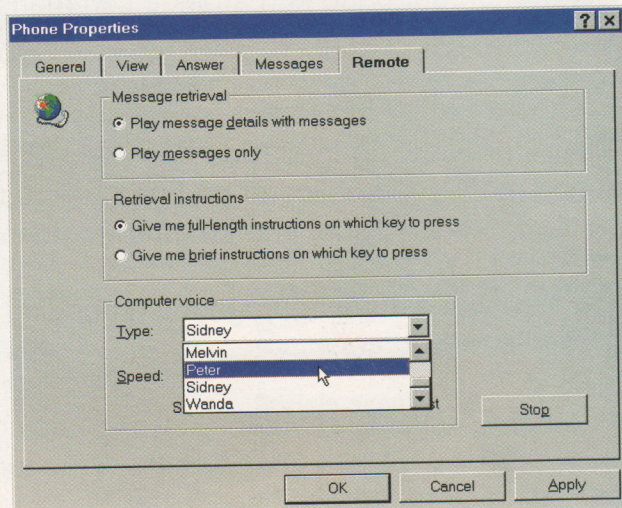 Phone Properties
General View Answer Messages Remote
Message retrieval
Play message details with messages
Play messages only
Retrieval instructions
Give me full-length instructions on which key to press
Give me brief instructions on which key to press
Computer voice
Type: Sidney
Melvin
Speed: Peter
Sidney
Wanda
Stop
OK Cancel Apply